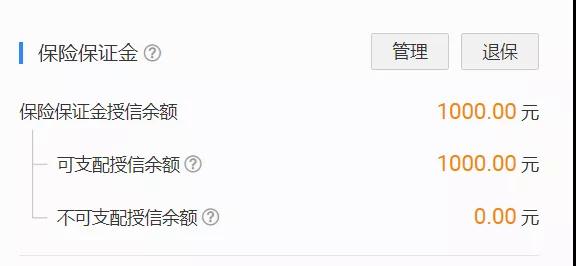 保险保证金 ? 管理 退保
保险保证金授信余额 1000.00 元
可支配授信余额 ? 1000.00 元
不可支配授信余额 ? 0.00 元